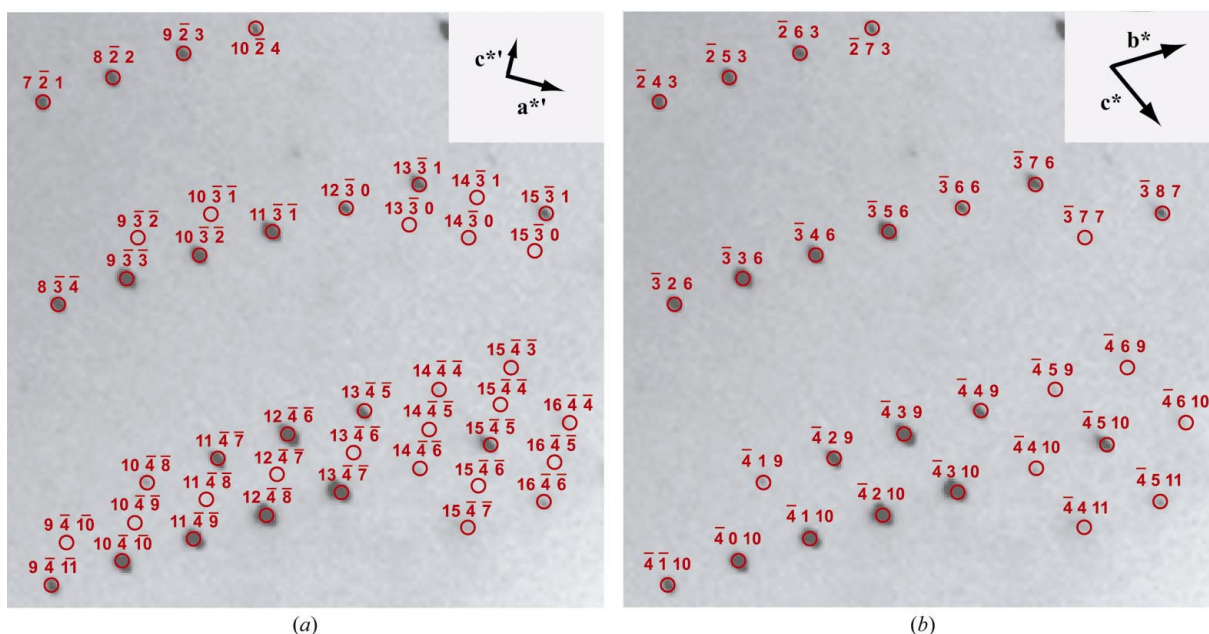 9 2̄ 3
10 2̄ 4
8 2̄ 2
7 2̄ 1
c*′
a*′
13 3̄ 1
14 3̄ 1
10 3̄ 1̄
12 3̄ 0
15 3̄ 1
9 3̄ 2̄
11 3̄ 1̄
13 3̄ 0
10 3̄ 2̄
14 3̄ 0
15 3̄ 0
9 3̄ 3̄
8 3̄ 4̄
15 4̄ 3̄
14 4̄ 4̄
13 4̄ 5̄
15 4̄ 4̄
12 4̄ 6̄
14 4̄ 5̄
16 4̄ 4̄
11 4̄ 7̄
13 4̄ 6̄
15 4̄ 5̄
10 4̄ 8̄
12 4̄ 7̄
14 4̄ 6̄
16 4̄ 5̄
11 4̄ 8̄
13 4̄ 7̄
15 4̄ 6̄
10 4̄ 9̄
12 4̄ 8̄
16 4̄ 6̄
9 4̄ 1̄0̄
11 4̄ 9̄
15 4̄ 7̄
10 4̄ 1̄0̄
9 4̄ 1̄1̄
(a)
2̄ 6 3
2̄ 7 3
2̄ 5 3
2̄ 4 3
b*
c*
3̄ 7 6
3̄ 6 6
3̄ 8 7
3̄ 5 6
3̄ 7 7
3̄ 4 6
3̄ 3 6
3̄ 2 6
4̄ 6 9
4̄ 5 9
4̄ 4 9
4̄ 6 10
4̄ 3 9
4̄ 5 10
4̄ 2 9
4̄ 4 10
4̄ 1 9
4̄ 3 10
4̄ 5 11
4̄ 2 10
4̄ 1 10
4̄ 4 11
4̄ 0 10
4̄ 1̄ 10
(b)